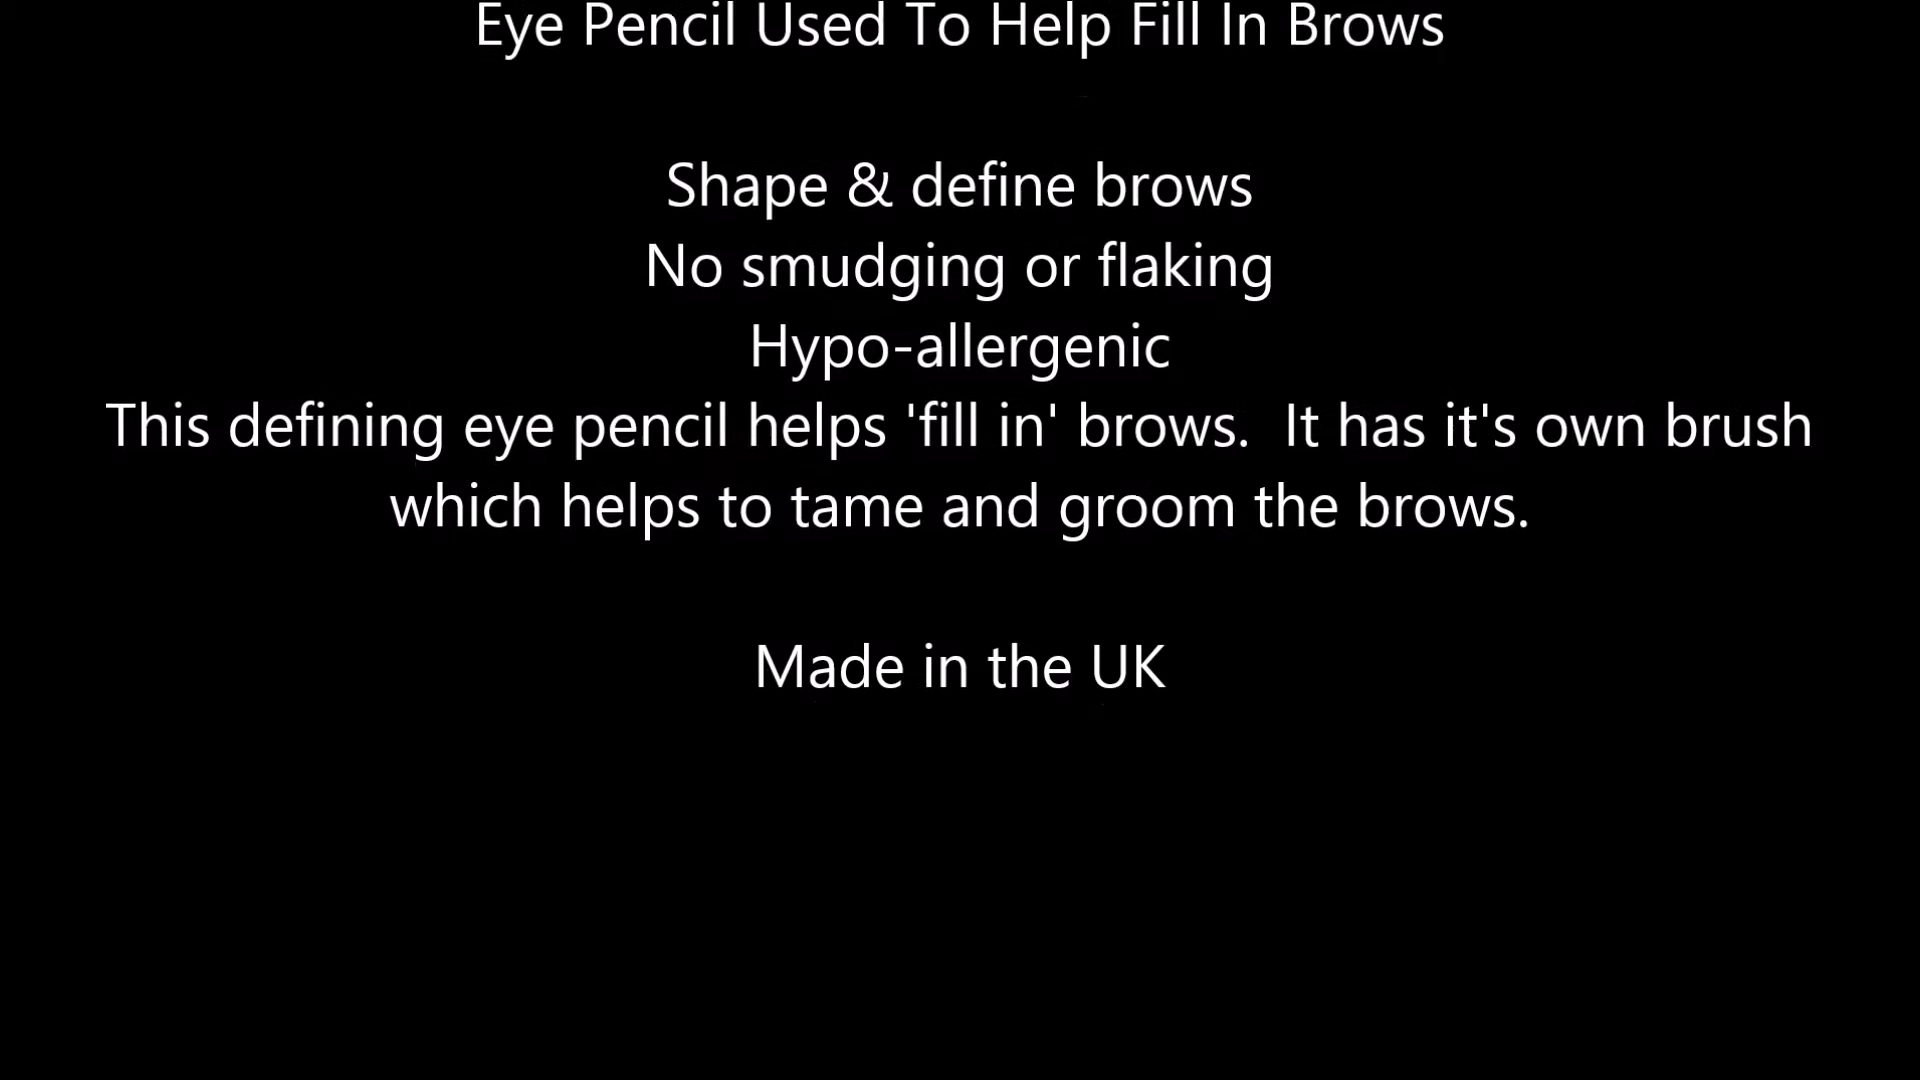 Eye Pencil Used To Help Fill In Brows
Shape & define brows
No smudging or flaking
Hypo-allergenic
This defining eye pencil helps 'fill in' brows.  It has it's own brush
which helps to tame and groom the brows.
Made in the UK